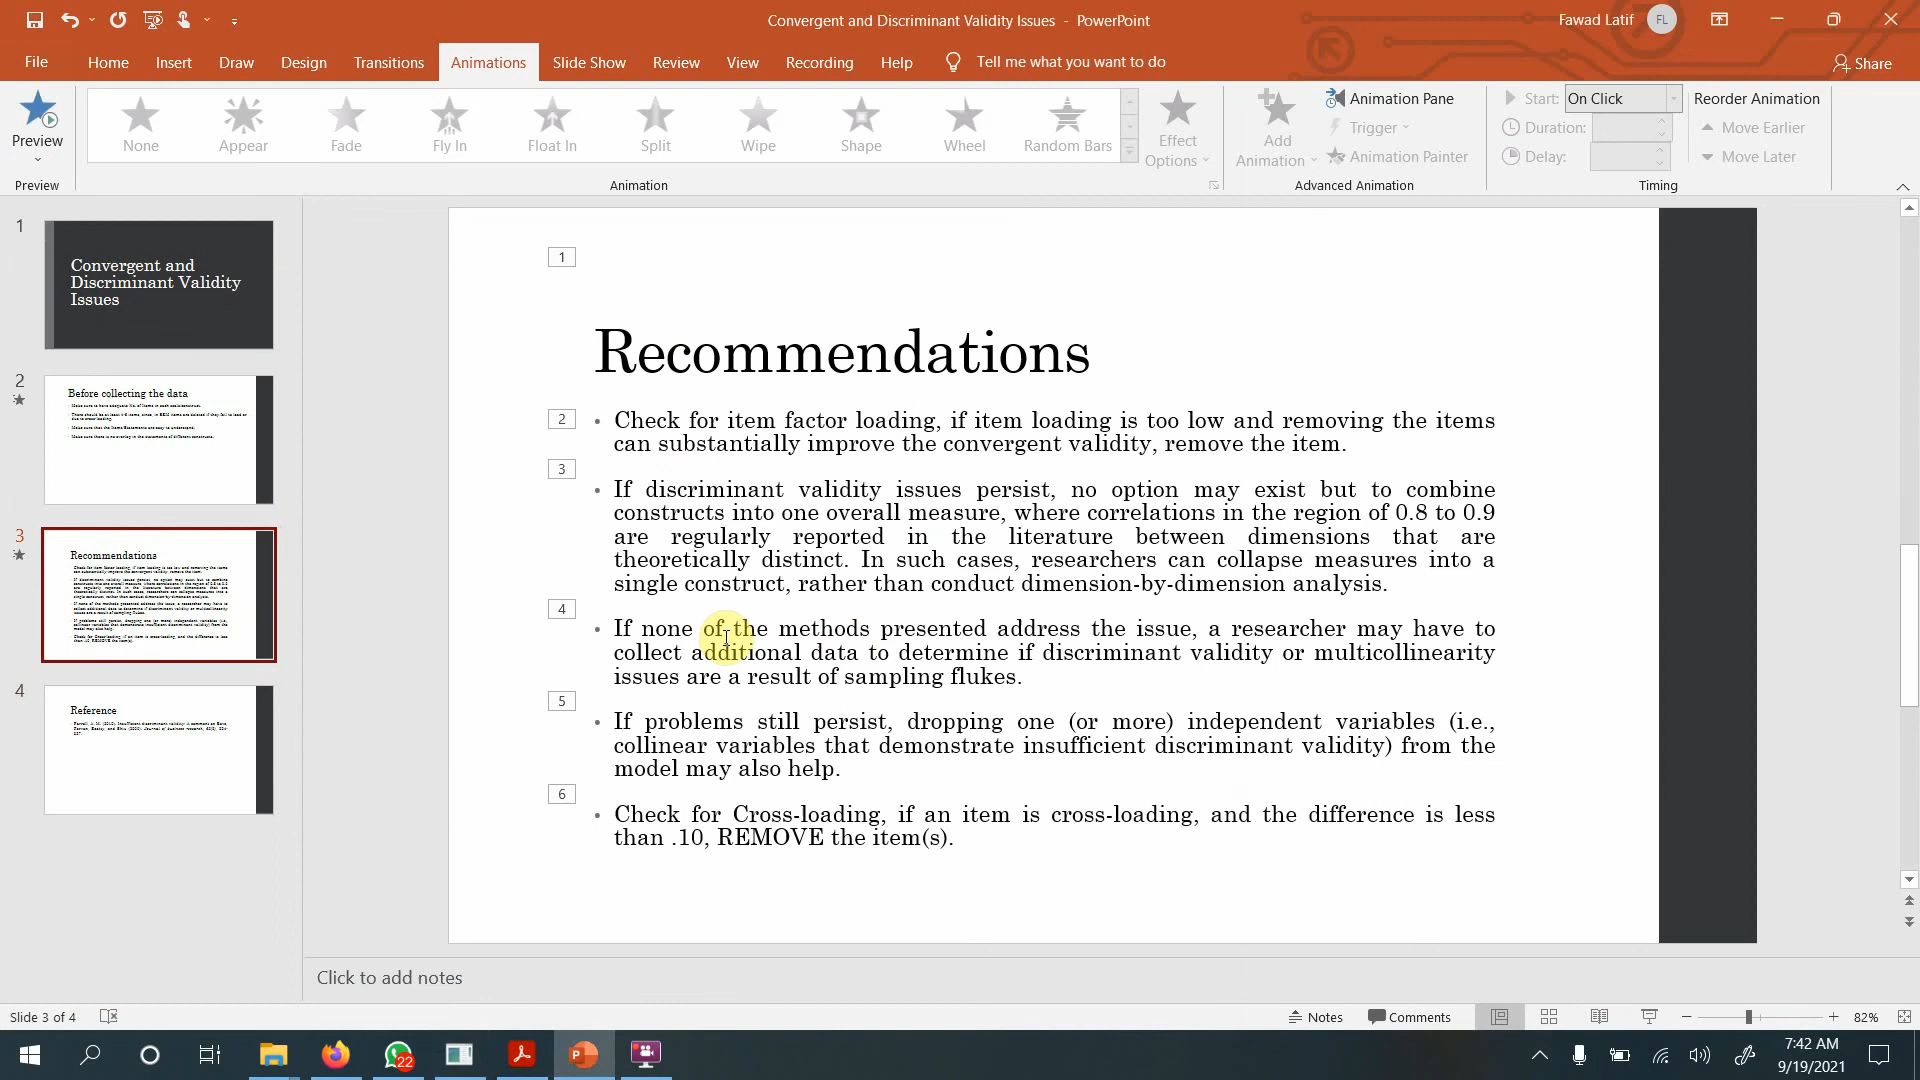 Convergent and Discriminant Validity Issues - PowerPoint
Fawad Latif FL
File Home Insert Draw Design Transitions Animations Slide Show Review View Recording Help Tell me what you want to do Share
Preview
Preview
None Appear Fade Fly In Float In Split Wipe Shape Wheel Random Bars
Animation
Effect
Options
Add
Animation
Animation Pane
Trigger
Animation Painter
Advanced Animation
Start: On Click
Duration:
Delay:
Reorder Animation
Move Earlier
Move Later
Timing
1
Convergent and
Discriminant Validity
Issues
2
Before collecting the data
3
Recommendations
4
Reference
1
Recommendations
2
• Check for item factor loading, if item loading is too low and removing the items
can substantially improve the convergent validity, remove the item.
3
• If discriminant validity issues persist, no option may exist but to combine
constructs into one overall measure, where correlations in the region of 0.8 to 0.9
are regularly reported in the literature between dimensions that are
theoretically distinct. In such cases, researchers can collapse measures into a
single construct, rather than conduct dimension-by-dimension analysis.
4
• If none of the methods presented address the issue, a researcher may have to
collect additional data to determine if discriminant validity or multicollinearity
issues are a result of sampling flukes.
5
• If problems still persist, dropping one (or more) independent variables (i.e.,
collinear variables that demonstrate insufficient discriminant validity) from the
model may also help.
6
• Check for Cross-loading, if an item is cross-loading, and the difference is less
than .10, REMOVE the item(s).
Click to add notes
Slide 3 of 4
Notes Comments
82%
22
7:42 AM
9/19/2021